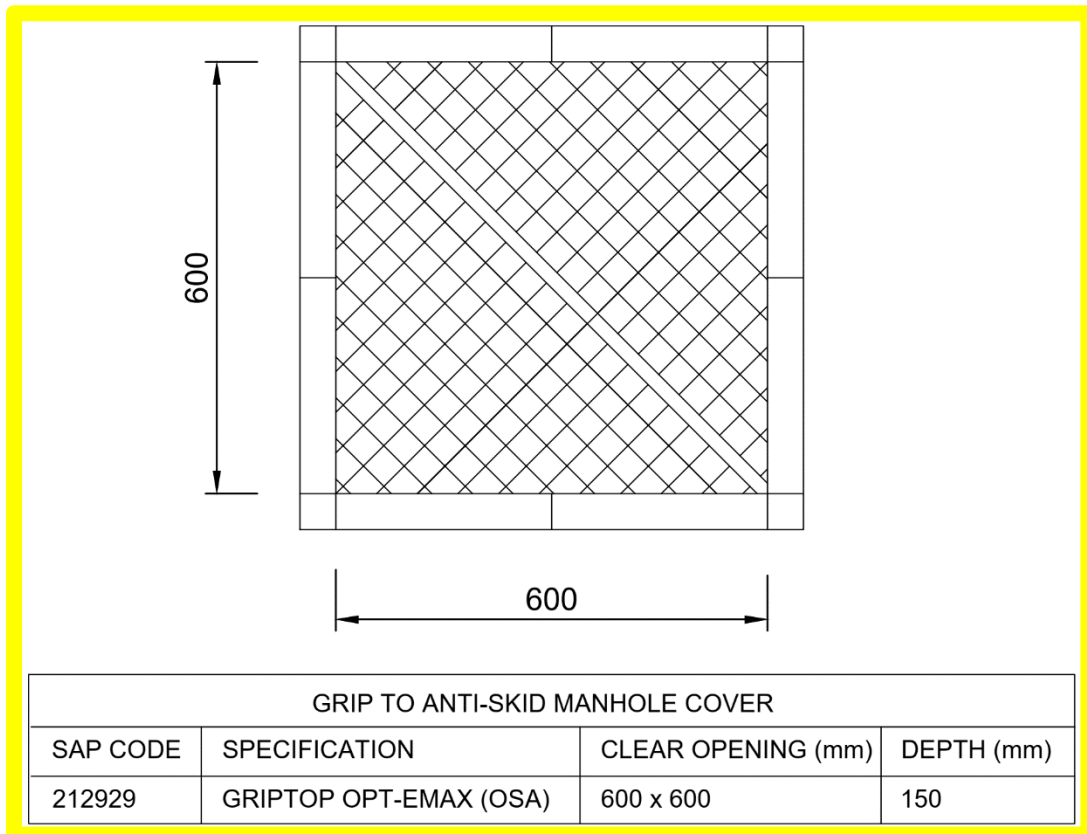 600
600
GRIP TO ANTI-SKID MANHOLE COVER
SAP CODE SPECIFICATION CLEAR OPENING (mm) DEPTH (mm)
212929 GRIPTOP OPT-EMAX (OSA) 600 x 600 150